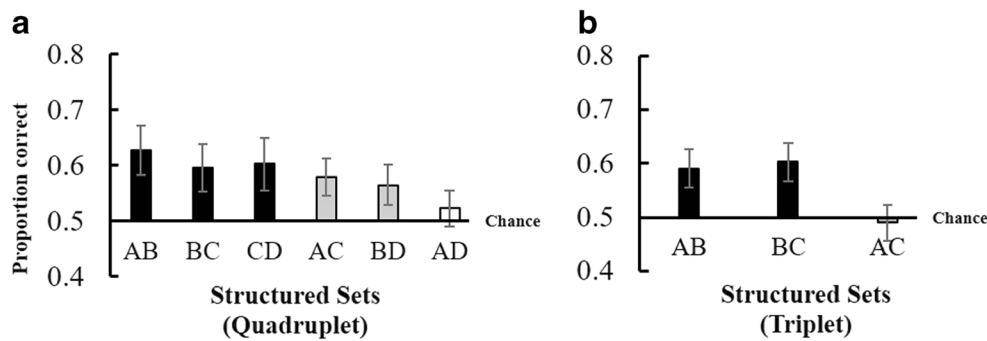 a
0.8
0.7
0.6
0.5
0.4
Proportion correct
Chance
AB BC CD AC BD AD
Structured Sets
(Quadruplet)
b
0.8
0.7
0.6
0.5
0.4
Chance
AB BC AC
Structured Sets
(Triplet)